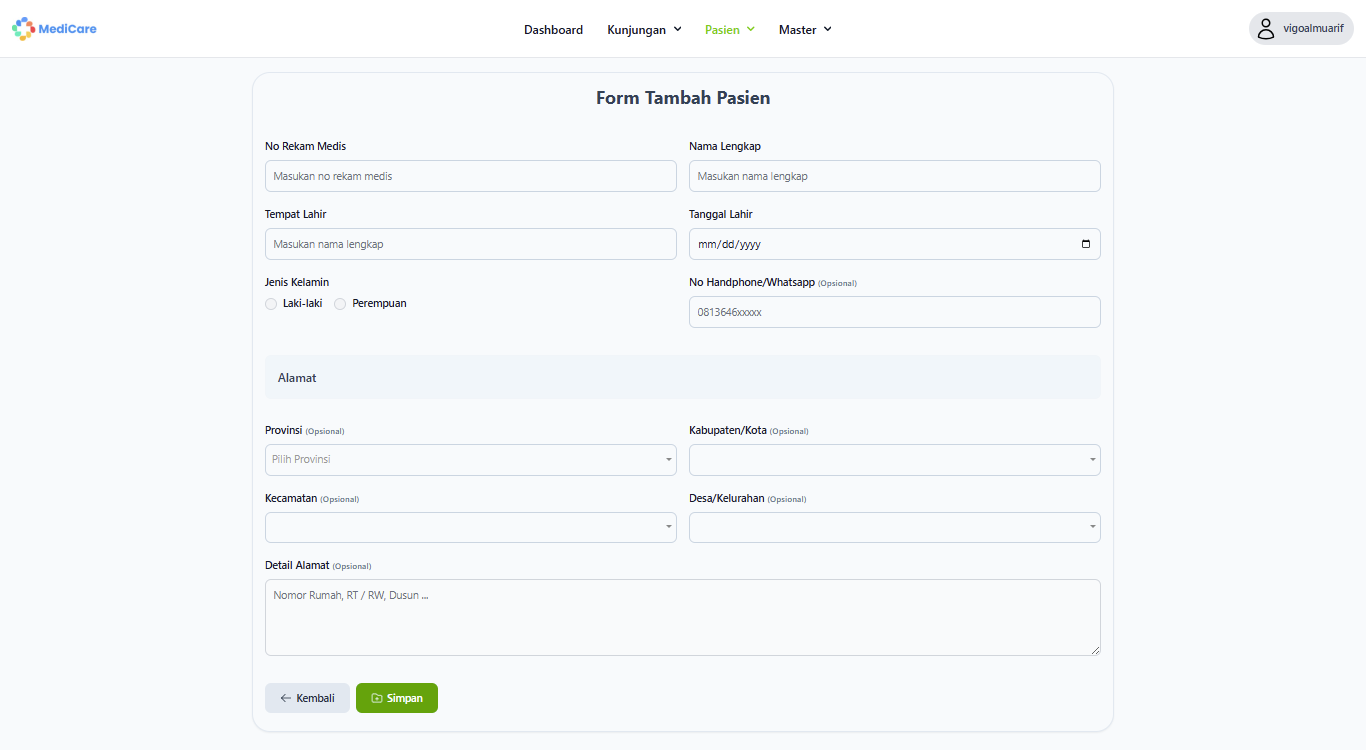 MediCare
Dashboard Kunjungan Pasien Master
vigoalmuarif
Form Tambah Pasien
No Rekam Medis
Masukan no rekam medis
Nama Lengkap
Masukan nama lengkap
Tempat Lahir
Masukan nama lengkap
Tanggal Lahir
mm/dd/yyyy
Jenis Kelamin
Laki-laki Perempuan
No Handphone/Whatsapp (Opsional)
0813646xxxxx
Alamat
Provinsi (Opsional)
Pilih Provinsi
Kabupaten/Kota (Opsional)
Kecamatan (Opsional)
Desa/Kelurahan (Opsional)
Detail Alamat (Opsional)
Nomor Rumah, RT / RW, Dusun ...
Kembali Simpan